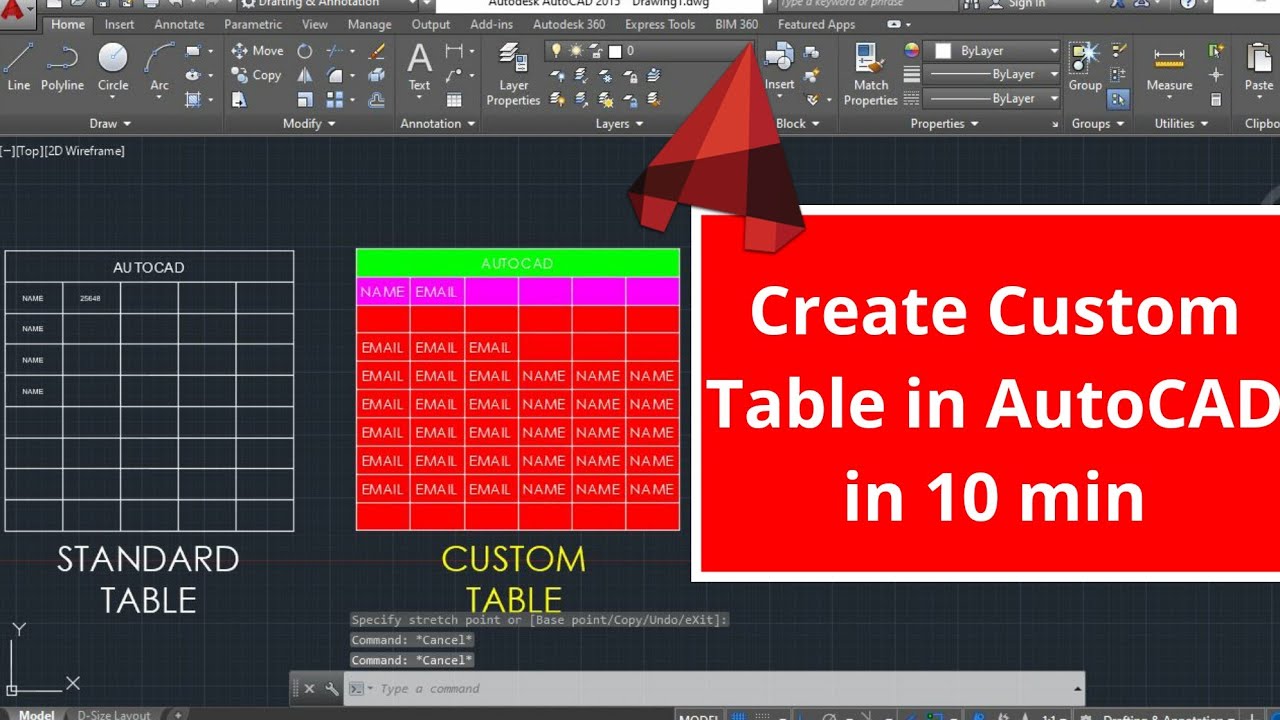 Drafting & Annotation
Autodesk AutoCAD 2015 Drawing1.dwg
Type a keyword or phrase
Sign In
Home Insert Annotate Parametric View Manage Output Add-ins Autodesk 360 Express Tools BIM 360 Featured Apps
Move
Copy
0
ByLayer
ByLayer
ByLayer
Line Polyline Circle Arc Text Layer Properties Insert Match Properties Group Measure Paste
Draw Modify Annotation Layers Block Properties Groups Utilities
[−][Top][2D Wireframe]
AUTOCAD
NAME 25648
NAME
NAME
NAME
STANDARD
TABLE
AUTOCAD
NAME EMAIL
EMAIL EMAIL EMAIL
EMAIL EMAIL EMAIL NAME NAME NAME
EMAIL EMAIL EMAIL NAME NAME NAME
EMAIL EMAIL EMAIL NAME NAME NAME
EMAIL EMAIL EMAIL NAME NAME NAME
EMAIL EMAIL EMAIL NAME NAME NAME
CUSTOM
TABLE
Create Custom
Table in AutoCAD
in 10 min
Specify stretch point or [Base point/Copy/Undo/eXit]:
Command: *Cancel*
Command: *Cancel*
Type a command
Y
X
Model D-Size Layout +
MODEL 1:1 Drafting & Annotation